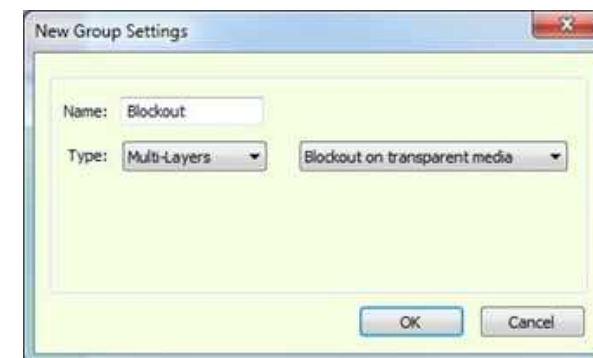 New Group Settings
Name: Blockout
Type: Multi-Layers Blockout on transparent media
OK Cancel